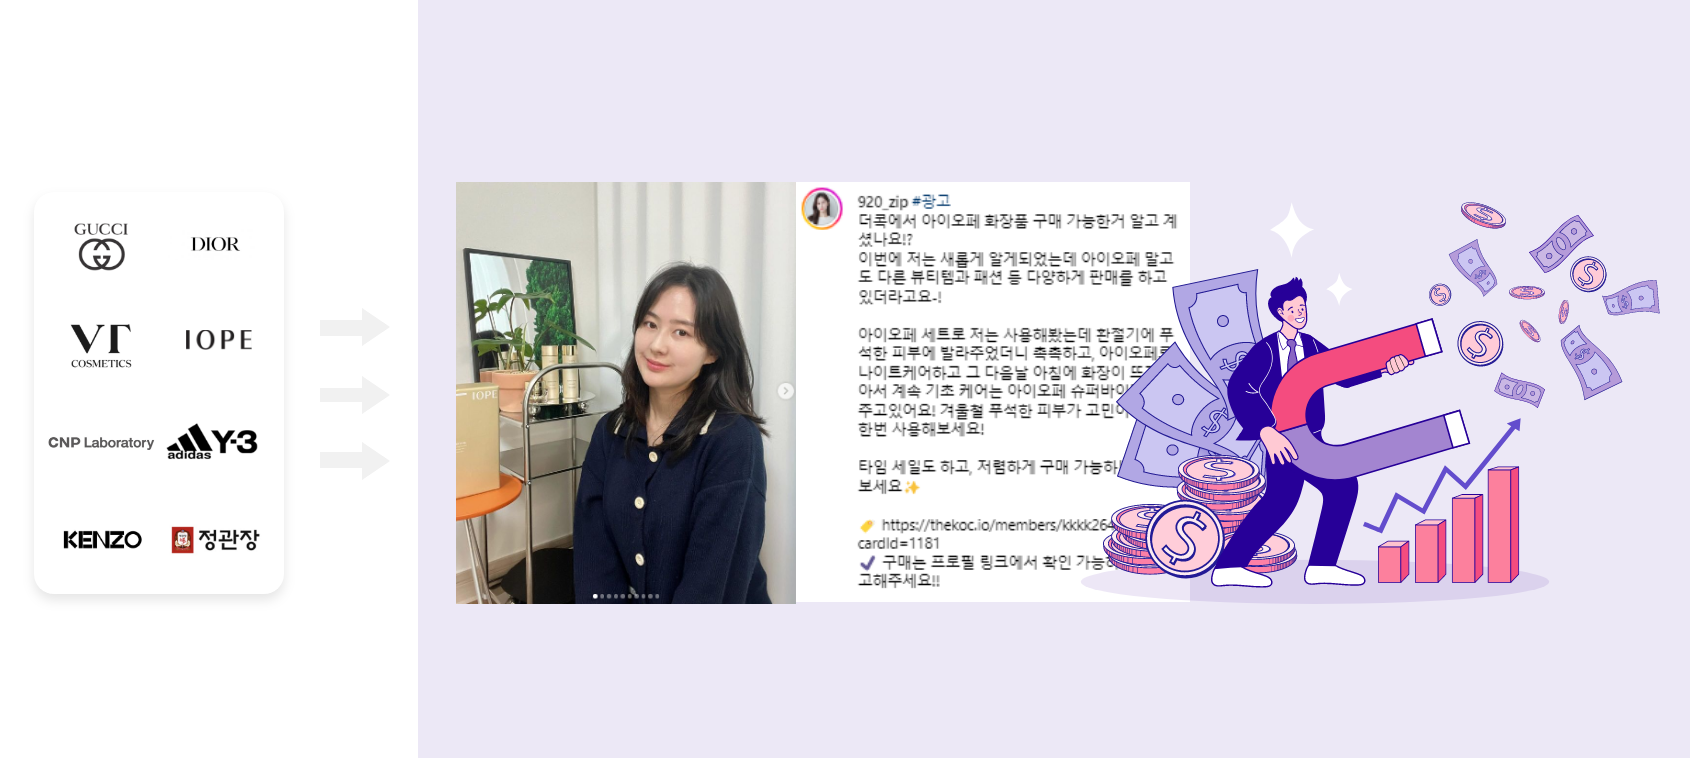 GUCCI
DIOR
VT
COSMETICS
IOPE
CNP Laboratory
adidas Y-3
KENZO
정관장
IOPE
920_zip #광고
더콕에서 아이오페 화장품 구매 가능한거 알고 계
셨나요!?
이번에 저는 새롭게 알게되었는데 아이오페 말고
도 다른 뷰티템과 패션 등 다양하게 판매를 하고
있더라고요-!
아이오페 세트로 저는 사용해봤는데 환절기에 푸
석한 피부에 발라주었더니 촉촉하고, 아이오페로
나이트케어하고 그 다음날 아침에 화장이
아서 계속 기초 케어는 아이오페 슈퍼바이
주고있어요! 겨울철 푸석한 피부가 고민이
한번 사용해보세요!
타임 세일도 하고, 저렴하게 구매 가능하
보세요✨
https://thekoc.io/members/kkkk264
cardId=1181
✔ 구매는 프로필 링크에서 확인 가능하
고해주세요!!